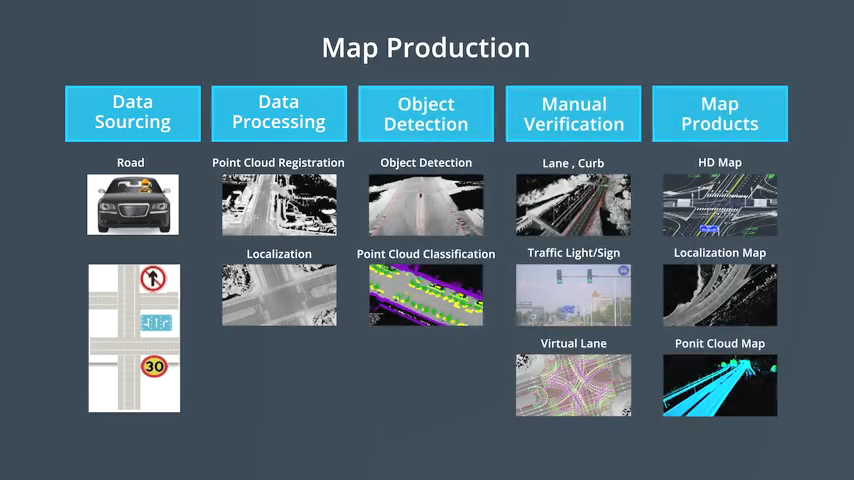 Map Production
Data
Sourcing
Data
Processing
Object
Detection
Manual
Verification
Map
Products
Road
Point Cloud Registration
Object Detection
Lane , Curb
HD Map
Localization
Point Cloud Classification
Traffic Light/Sign
Localization Map
30
Virtual Lane
Ponit Cloud Map